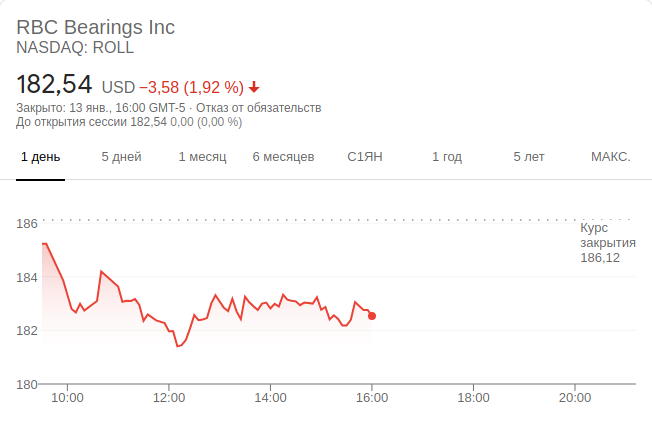 RBC Bearings Inc
NASDAQ: ROLL
182,54 USD −3,58 (1,92 %)
Закрыто: 13 янв., 16:00 GMT-5 · Отказ от обязательств
До открытия сессии 182,54 0,00 (0,00 %)
1 день 5 дней 1 месяц 6 месяцев С1ЯН 1 год 5 лет МАКС.
186
Курс
закрытия
186,12
184
182
180
10:00 12:00 14:00 16:00 18:00 20:00